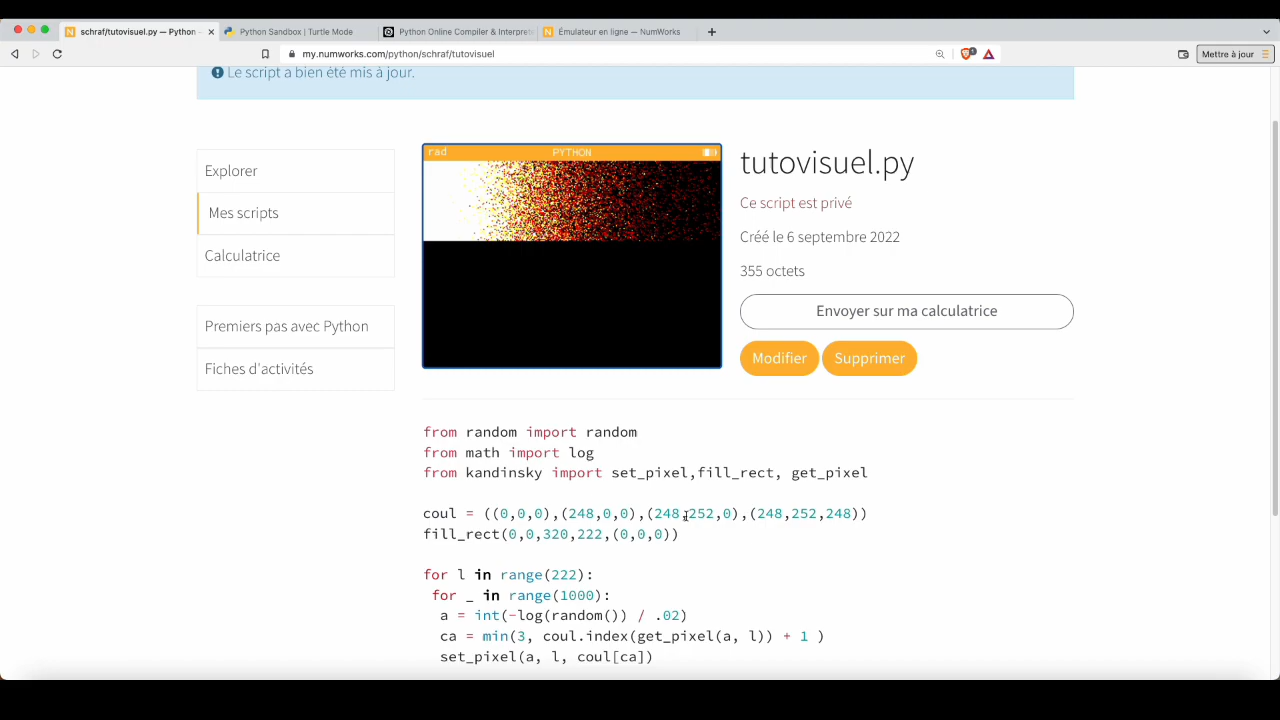 schraf/tutovisuel.py — Python
Python Sandbox | Turtle Mode
Python Online Compiler & Interprete
Émulateur en ligne — NumWorks
my.numworks.com/python/schraf/tutovisuel
Mettre à jour
Le script a bien été mis à jour.
Explorer
Mes scripts
Calculatrice
Premiers pas avec Python
Fiches d'activités
rad PYTHON
tutovisuel.py
Ce script est privé
Créé le 6 septembre 2022
355 octets
Envoyer sur ma calculatrice
Modifier Supprimer
from random import random
from math import log
from kandinsky import set_pixel,fill_rect, get_pixel
coul = ((0,0,0),(248,0,0),(248,252,0),(248,252,248))
fill_rect(0,0,320,222,(0,0,0))
for l in range(222):
for _ in range(1000):
a = int(-log(random()) / .02)
ca = min(3, coul.index(get_pixel(a, l)) + 1 )
set_pixel(a, l, coul[ca])